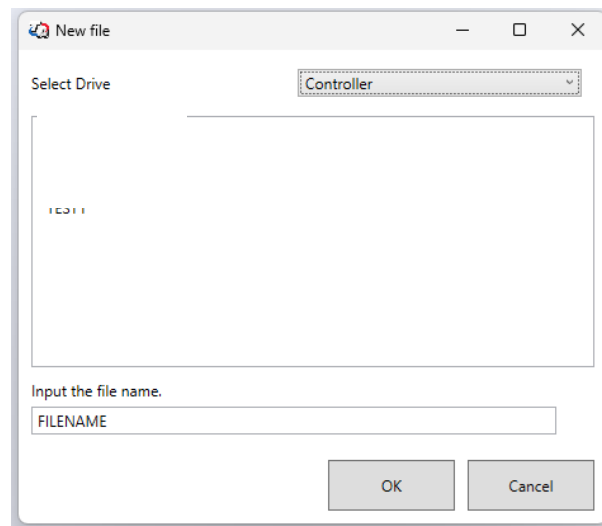 New file
Select Drive
Controller
Input the file name.
FILENAME
OK
Cancel